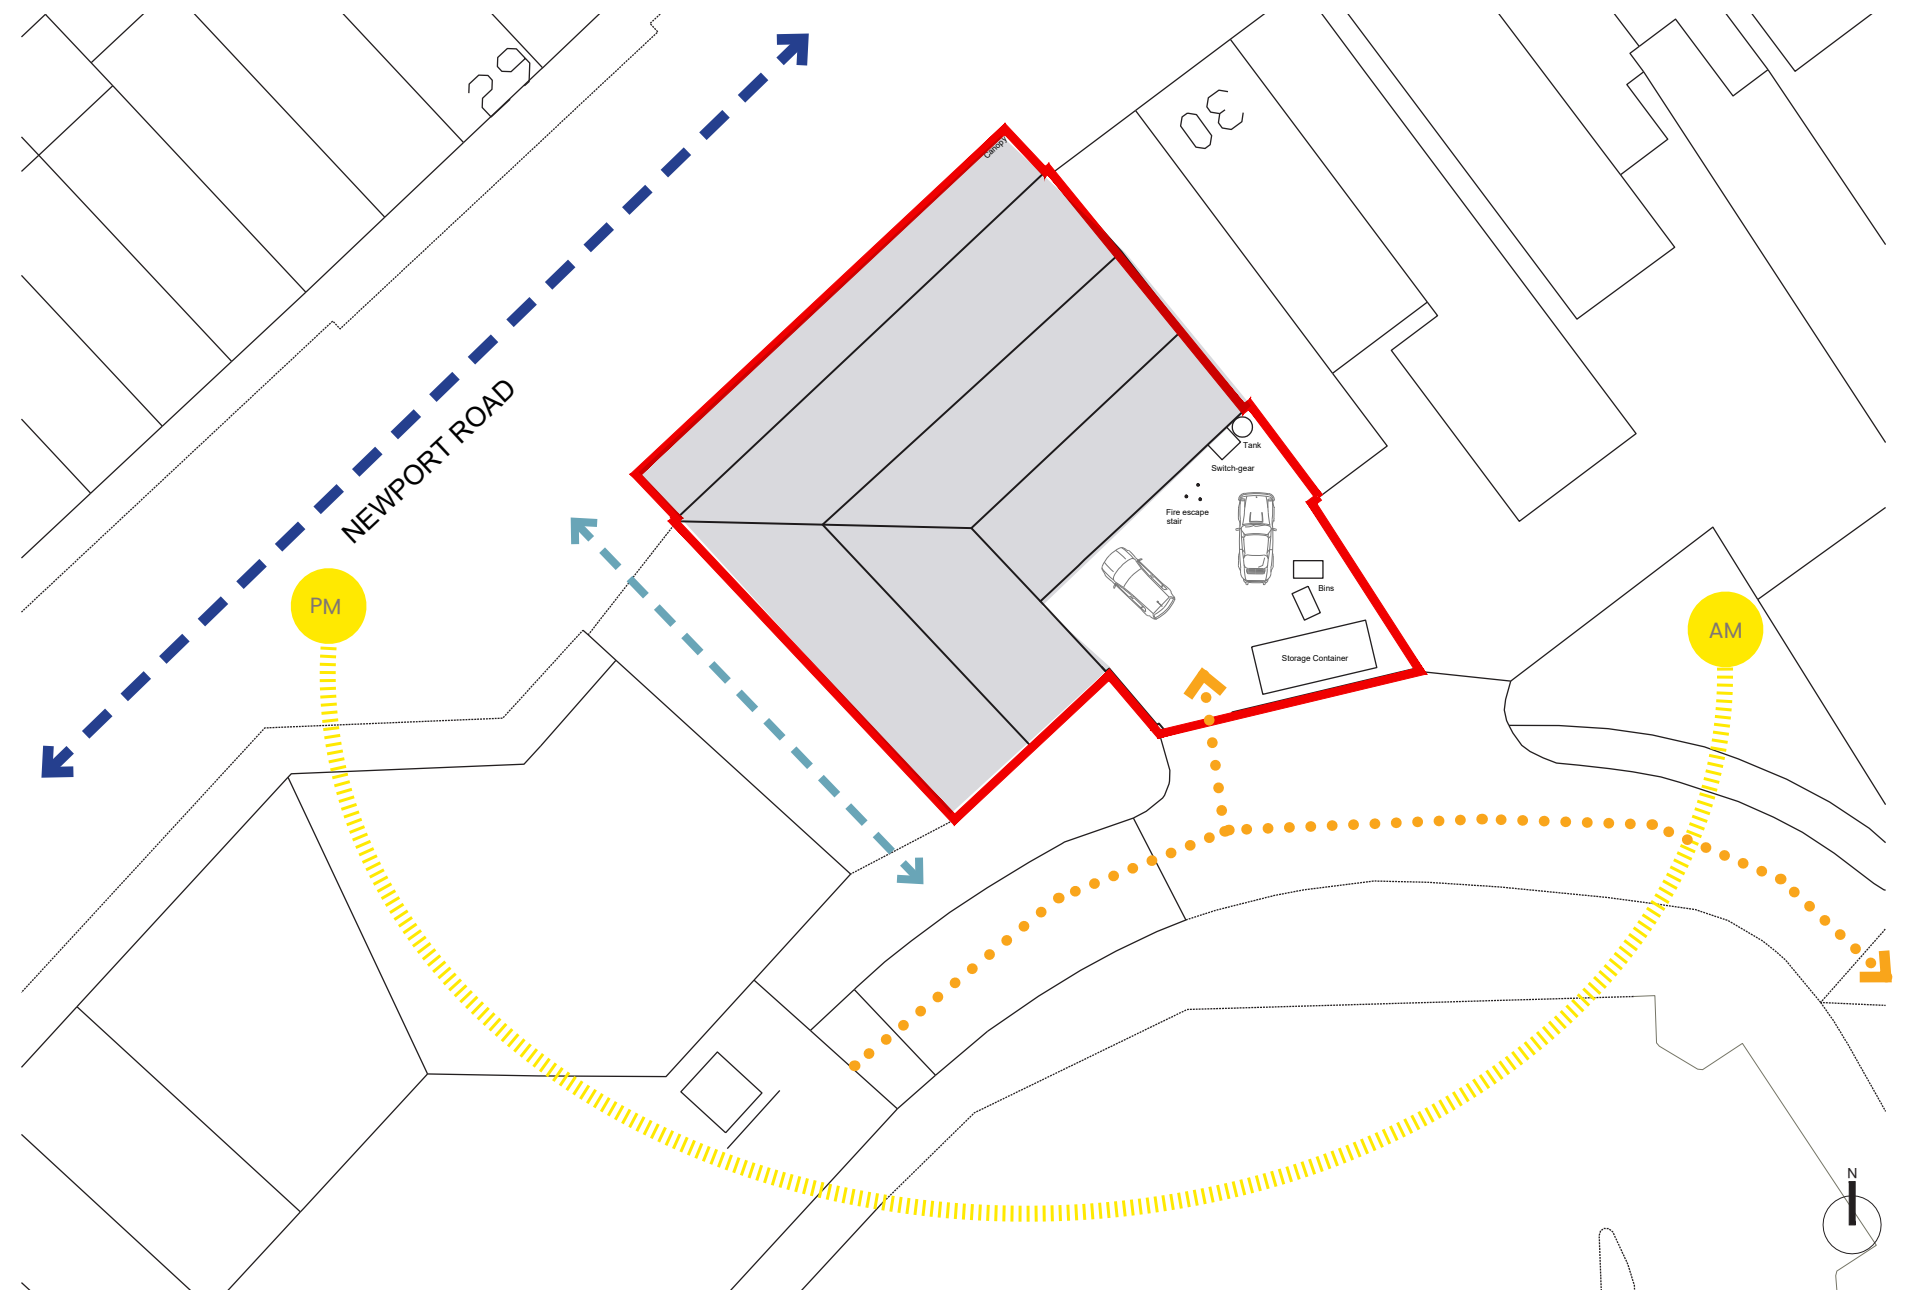 29
30
Canopy
NEWPORT ROAD
Tank
Switch-gear
Fire escape
stair
Bins
PM
AM
Storage Container
N